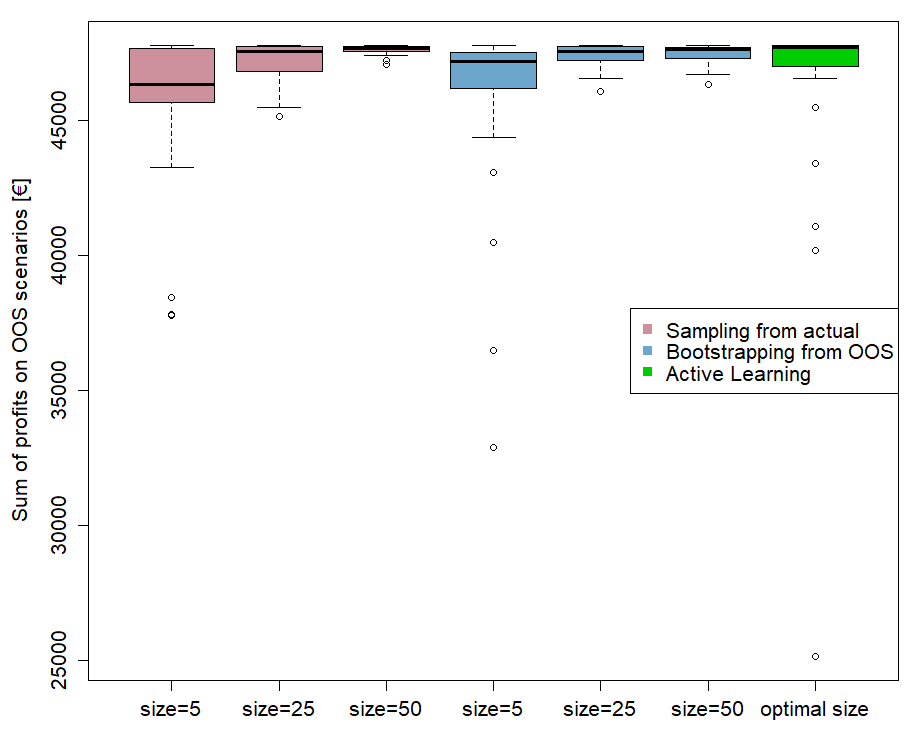 Sum of profits on OOS scenarios [€]
45000
40000
35000
30000
25000
Sampling from actual
Bootstrapping from OOS
Active Learning
size=5
size=25
size=50
size=5
size=25
size=50
optimal size